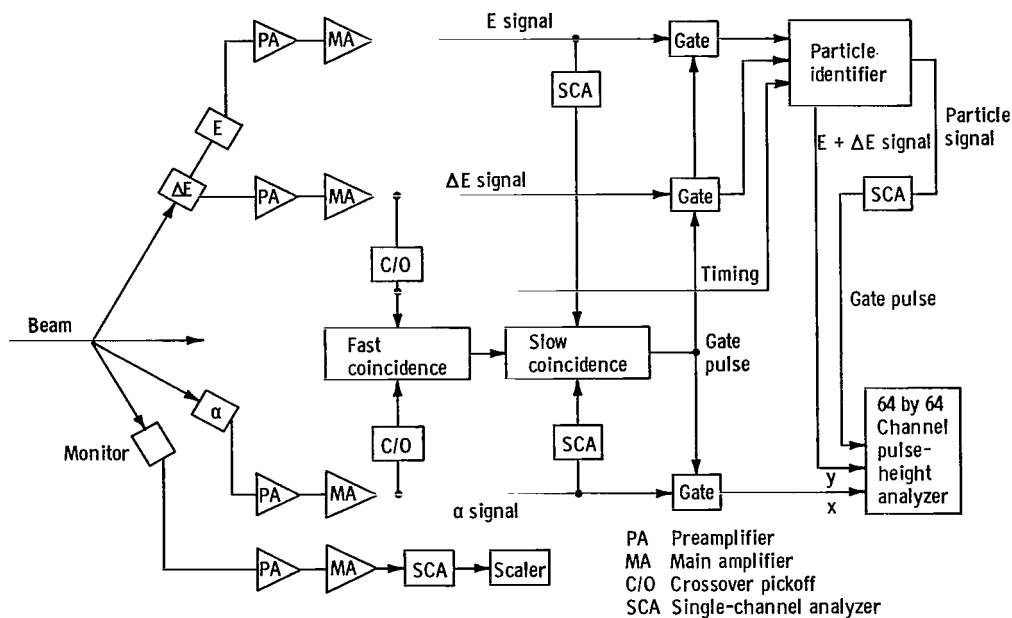 PA
MA
E signal
Gate
Particle
identifier
SCA
E
Particle
signal
E + ΔE signal
ΔE
PA
MA
ΔE signal
Gate
SCA
C/O
Timing
Gate pulse
Beam
Fast
coincidence
Slow
coincidence
Gate
pulse
α
C/O
SCA
64 by 64
Channel
pulse-
height
analyzer
Monitor
PA
MA
α signal
Gate
y
x
PA
MA
SCA
Scaler
PA Preamplifier
MA Main amplifier
C/O Crossover pickoff
SCA Single-channel analyzer